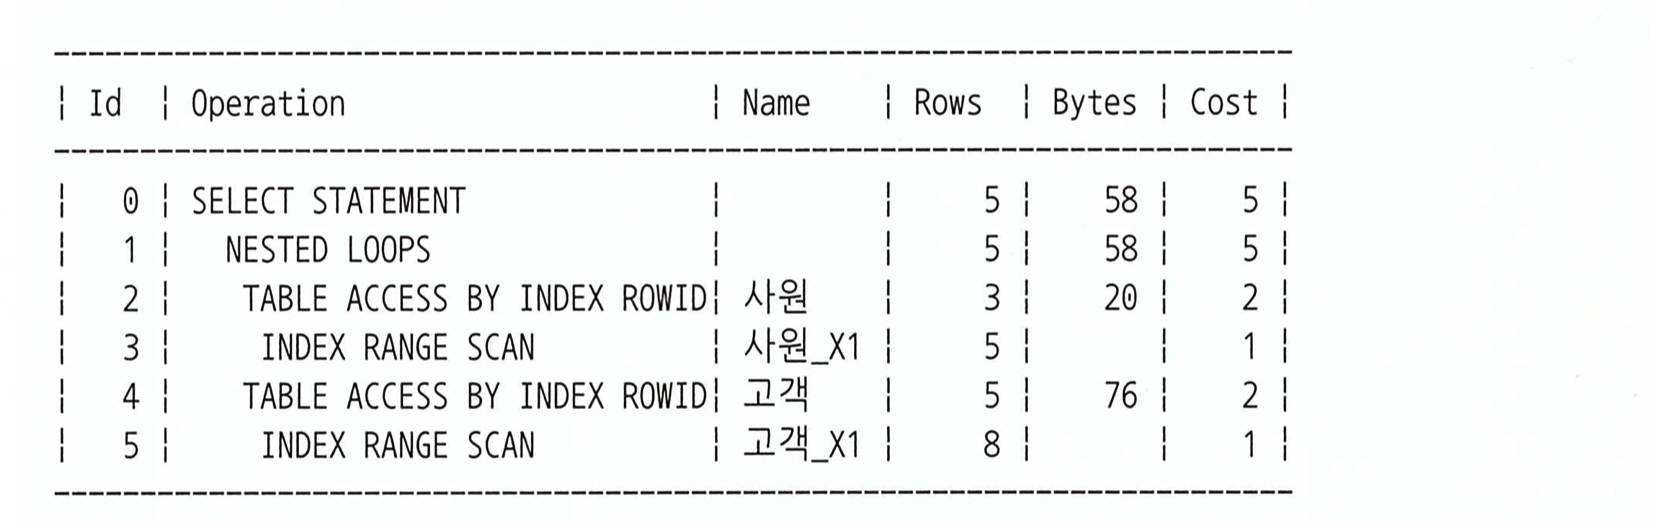 --------------------------------------------------------------------------
¦ Id  ¦ Operation                     ¦ Name     ¦ Rows  ¦ Bytes ¦ Cost ¦
--------------------------------------------------------------------------
¦   0 ¦ SELECT STATEMENT              ¦          ¦     5 ¦    58 ¦    5 ¦
¦   1 ¦  NESTED LOOPS                 ¦          ¦     5 ¦    58 ¦    5 ¦
¦   2 ¦   TABLE ACCESS BY INDEX ROWID¦ 사원     ¦     3 ¦    20 ¦    2 ¦
¦   3 ¦    INDEX RANGE SCAN           ¦ 사원_X1 ¦     5 ¦       ¦    1 ¦
¦   4 ¦   TABLE ACCESS BY INDEX ROWID¦ 고객     ¦     5 ¦    76 ¦    2 ¦
¦   5 ¦    INDEX RANGE SCAN           ¦ 고객_X1 ¦     8 ¦       ¦    1 ¦
--------------------------------------------------------------------------